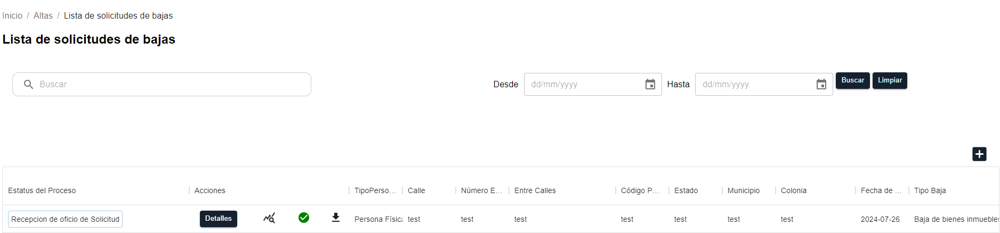 Inicio / Altas / Lista de solicitudes de bajas
Lista de solicitudes de bajas
Buscar Desde dd/mm/yyyy Hasta dd/mm/yyyy Buscar Limpiar
Estatus del Proceso Acciones TipoPerso... Calle Número E... Entre Calles Código P... Estado Municipio Colonia Fecha de ... Tipo Baja
Recepcion de oficio de Solicitud Detalles Persona Física test test test test test test test 2024-07-26 Baja de bienes inmuebles